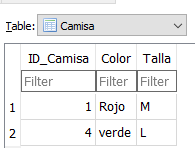 Table: Camisa
ID_Camisa Color Talla
Filter Filter Filter
1 1 Rojo M
2 4 verde L